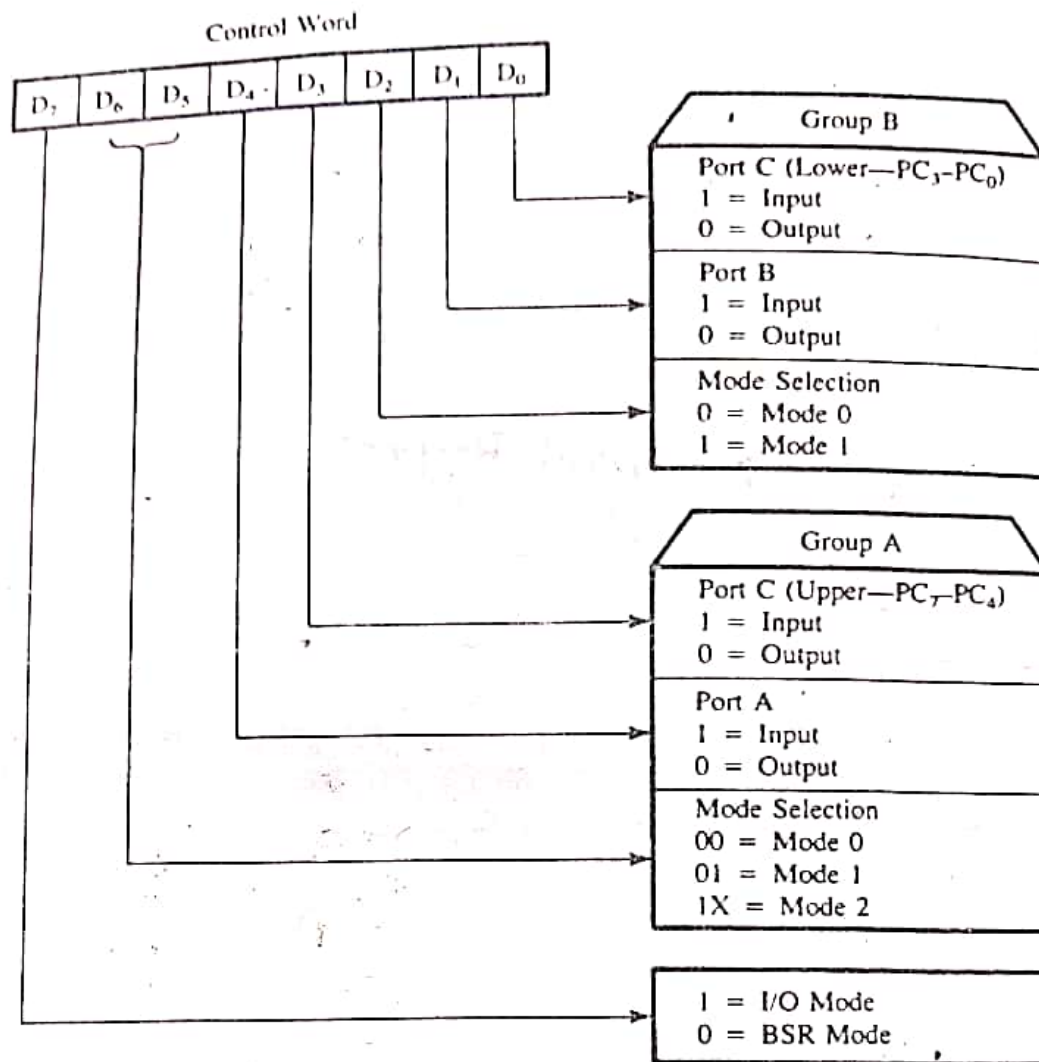 Control Word
D₇ D₆ D₅ D₄ D₃ D₂ D₁ D₀
Group B
Port C (Lower—PC₃-PC₀)
1 = Input
0 = Output
Port B
1 = Input
0 = Output
Mode Selection
0 = Mode 0
1 = Mode 1
Group A
Port C (Upper—PC₇-PC₄)
1 = Input
0 = Output
Port A
1 = Input
0 = Output
Mode Selection
00 = Mode 0
01 = Mode 1
1X = Mode 2
1 = I/O Mode
0 = BSR Mode